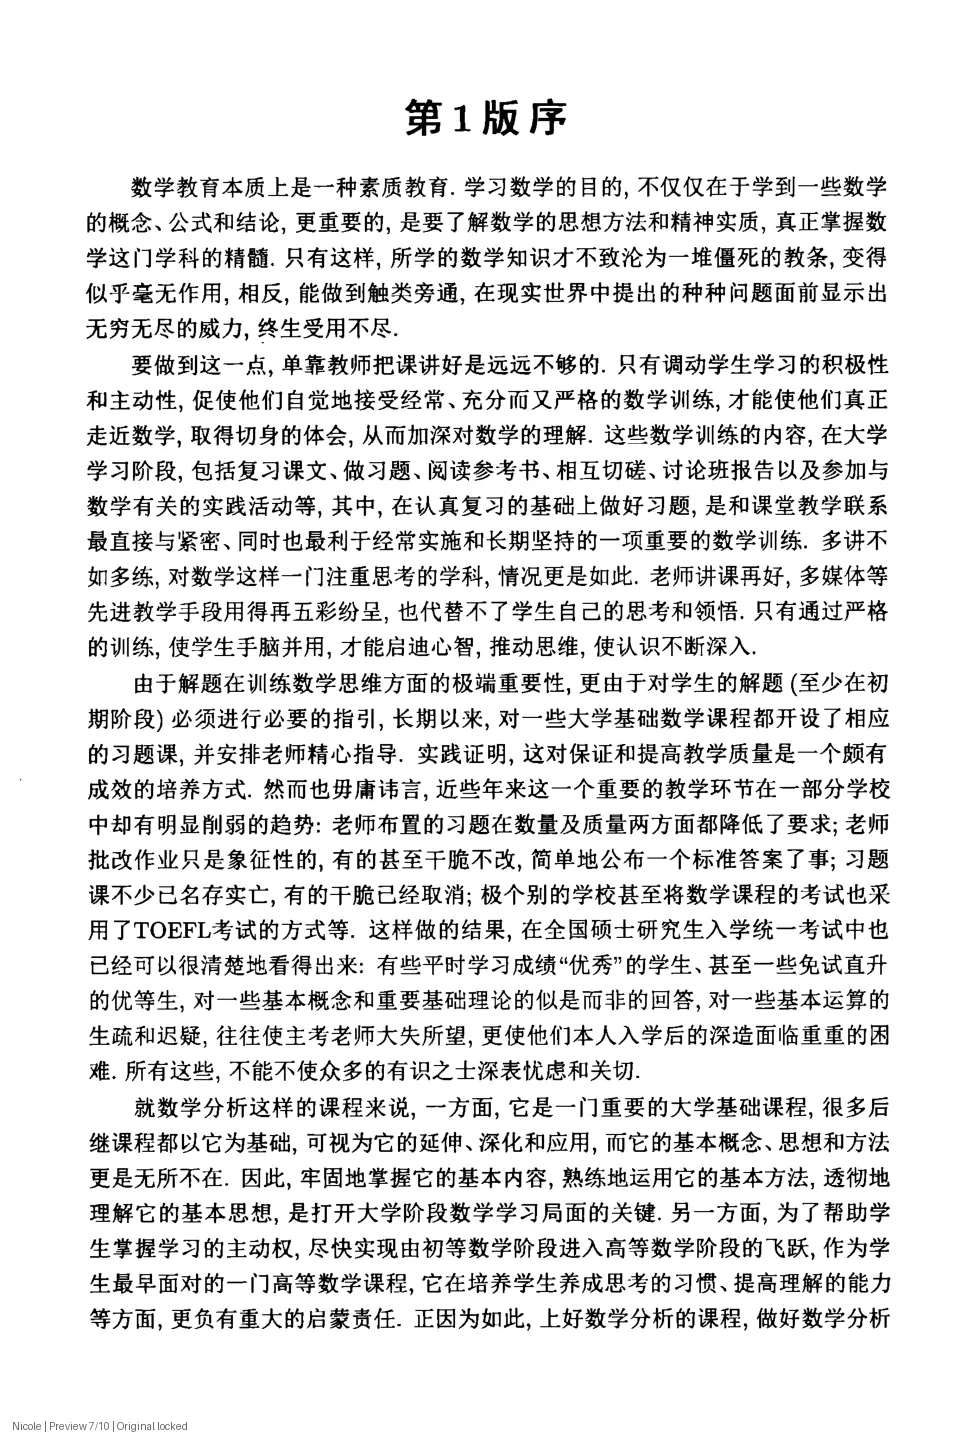 第 1 版 序
数学教育本质上是一种素质教育. 学习数学的目的, 不仅仅在于学到一些数学
的概念、公式和结论, 更重要的, 是要了解数学的思想方法和精神实质, 真正掌握数
学这门学科的精髓. 只有这样, 所学的数学知识才不致沦为一堆僵死的教条, 变得
似乎毫无作用, 相反, 能做到触类旁通, 在现实世界中提出的种种问题面前显示出
无穷无尽的威力, 终生受用不尽.
要做到这一点, 单靠教师把课讲好是远远不够的. 只有调动学生学习的积极性
和主动性, 促使他们自觉地接受经常、充分而又严格的数学训练, 才能使他们真正
走近数学, 取得切身的体会, 从而加深对数学的理解. 这些数学训练的内容, 在大学
学习阶段, 包括复习课文、做习题、阅读参考书、相互切磋、讨论班报告以及参加与
数学有关的实践活动等, 其中, 在认真复习的基础上做好习题, 是和课堂教学联系
最直接与紧密、同时也最利于经常实施和长期坚持的一项重要的数学训练. 多讲不
如多练, 对数学这样一门注重思考的学科, 情况更是如此. 老师讲课再好, 多媒体等
先进教学手段用得再五彩纷呈, 也代替不了学生自己的思考和领悟. 只有通过严格
的训练, 使学生手脑并用, 才能启迪心智, 推动思维, 使认识不断深入.
由于解题在训练数学思维方面的极端重要性, 更由于对学生的解题 (至少在初
期阶段) 必须进行必要的指引, 长期以来, 对一些大学基础数学课程都开设了相应
的习题课, 并安排老师精心指导. 实践证明, 这对保证和提高教学质量是一个颇有
成效的培养方式. 然而也毋庸讳言, 近些年来这一个重要的教学环节在一部分学校
中却有明显削弱的趋势: 老师布置的习题在数量及质量两方面都降低了要求; 老师
批改作业只是象征性的, 有的甚至干脆不改, 简单地公布一个标准答案了事; 习题
课不少已名存实亡, 有的干脆已经取消; 极个别的学校甚至将数学课程的考试也采
用了TOEFL考试的方式等. 这样做的结果, 在全国硕士研究生入学统一考试中也
已经可以很清楚地看得出来: 有些平时学习成绩“优秀”的学生、甚至一些免试直升
的优等生, 对一些基本概念和重要基础理论的似是而非的回答, 对一些基本运算的
生疏和迟疑, 往往使主考老师大失所望, 更使他们本人入学后的深造面临重重的困
难. 所有这些, 不能不使众多的有识之士深表忧虑和关切.
就数学分析这样的课程来说, 一方面, 它是一门重要的大学基础课程, 很多后
继课程都以它为基础, 可视为它的延伸、深化和应用, 而它的基本概念、思想和方法
更是无所不在. 因此, 牢固地掌握它的基本内容, 熟练地运用它的基本方法, 透彻地
理解它的基本思想, 是打开大学阶段数学学习局面的关键. 另一方面, 为了帮助学
生掌握学习的主动权, 尽快实现由初等数学阶段进入高等数学阶段的飞跃, 作为学
生最早面对的一门高等数学课程, 它在培养学生养成思考的习惯、提高理解的能力
等方面, 更负有重大的启蒙责任. 正因为如此, 上好数学分析的课程, 做好数学分析
Nicole | Preview 7/10 | Original locked